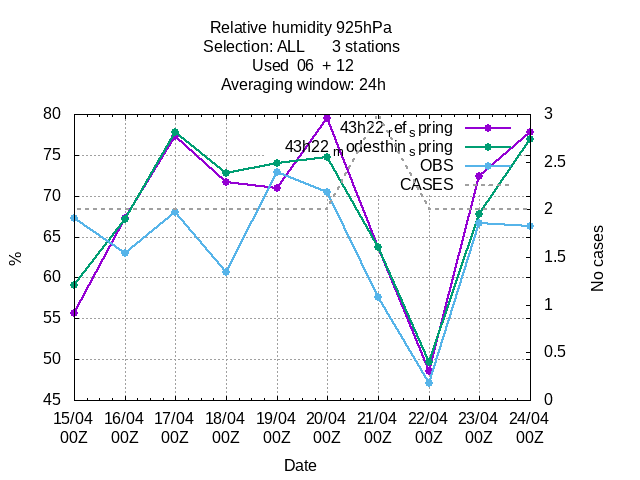 Relative humidity 925hPa
Selection: ALL 3 stations
Used 06 + 12
Averaging window: 24h
80
75
70
65
60
55
50
45
3
2.5
2
1.5
1
0.5
0
43h22_ref_spring
43h22_modesthin_spring
OBS
CASES
%
No cases
15/04 16/04 17/04 18/04 19/04 20/04 21/04 22/04 23/04 24/04
00Z 00Z 00Z 00Z 00Z 00Z 00Z 00Z 00Z 00Z
Date